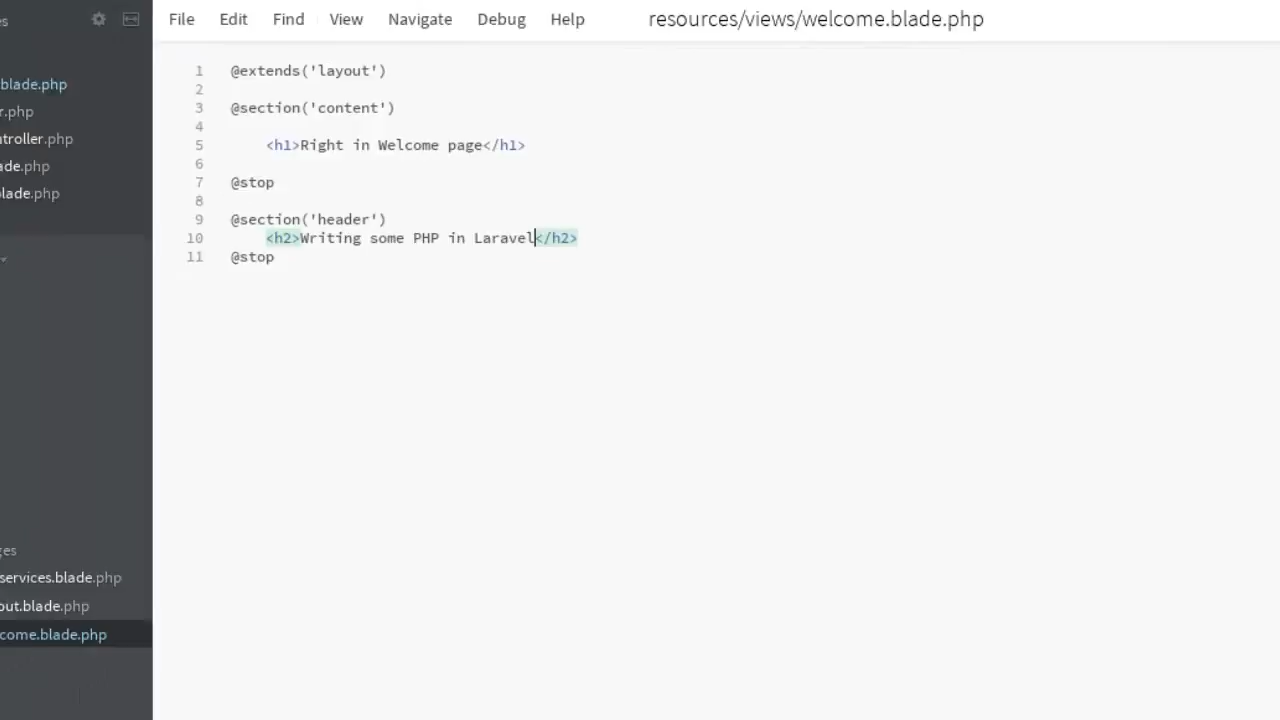 File Edit Find View Navigate Debug Help resources/views/welcome.blade.php
es
blade.php
r.php
ntroller.php
ade.php
blade.php
ges
services.blade.php
out.blade.php
come.blade.php
1 @extends('layout')
2
3 @section('content')
4
5 <h1>Right in Welcome page</h1>
6
7 @stop
8
9 @section('header')
10 <h2>Writing some PHP in Laravel</h2>
11 @stop